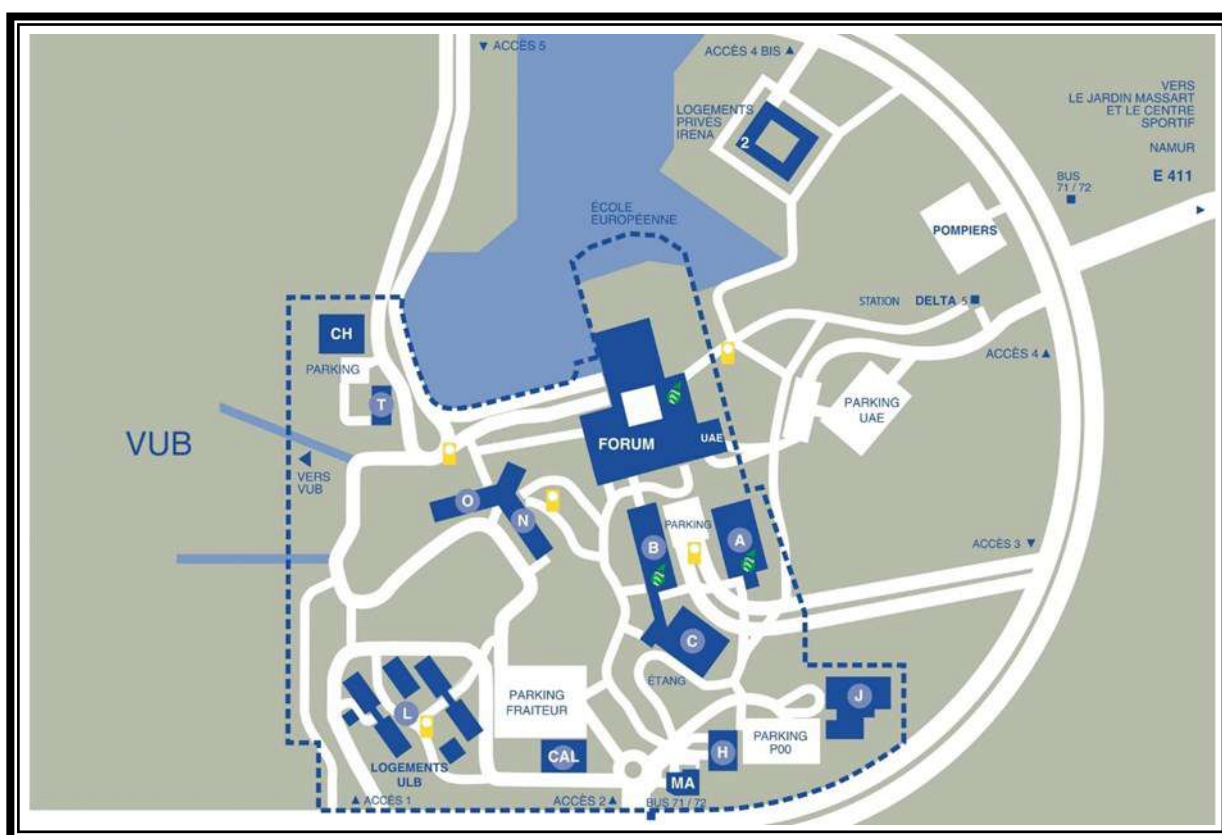 ▼ ACCÈS 5
ACCÈS 4 BIS ▲
VERS
LE JARDIN MASSART
ET LE CENTRE
SPORTIF
NAMUR
E 411
BUS
71 / 72
LOGEMENTS
PRIVÉS
IRENA
2
POMPIERS
ÉCOLE
EUROPÉENNE
STATION DELTA 5
ACCÈS 4 ▲
CH
PARKING
T
PARKING
UAE
VUB
VERS
VUB
FORUM
UAE
O
N
PARKING
B
A
ACCÈS 3 ▼
C
ÉTANG
J
PARKING
FRAITEUR
L
PARKING
P00
H
CAL
MA
LOGEMENTS
ULB
▲ ACCÈS 1
ACCÈS 2 ▲
BUS 71 / 72